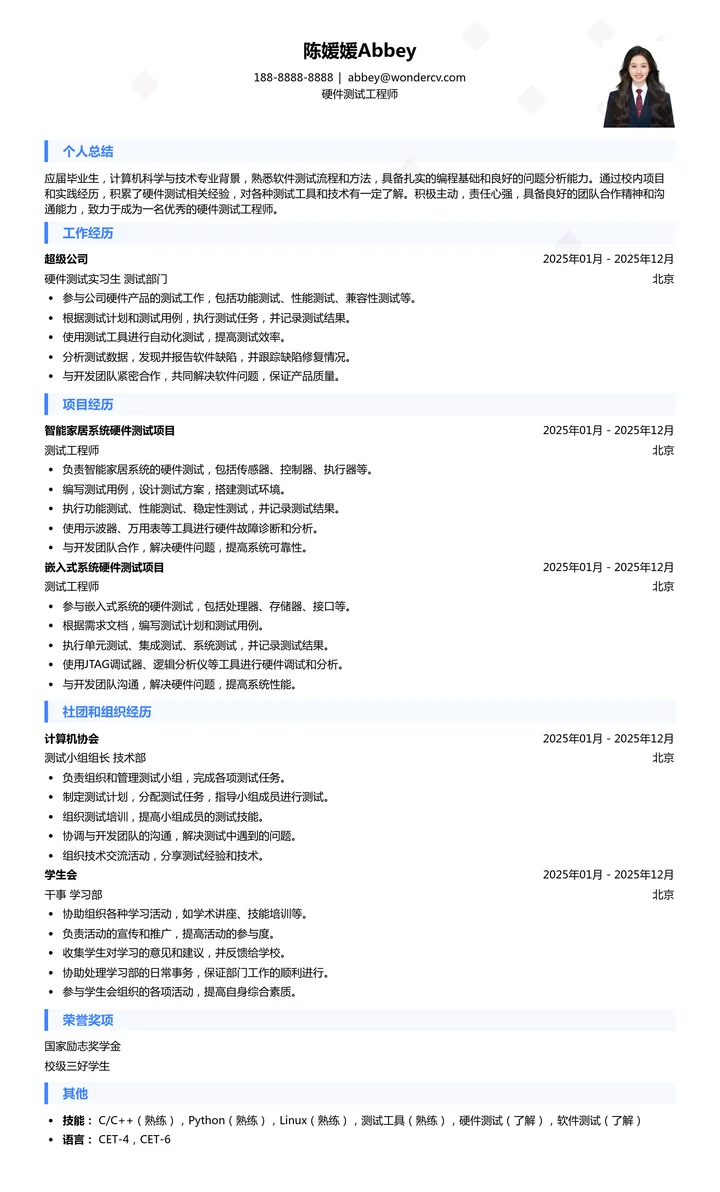 陈媛媛Abbey
188-8888-8888 | abbey@wondercv.com
硬件测试工程师
个人总结
应届毕业生，计算机科学与技术专业背景，熟悉软件测试流程和方法，具备扎实的编程基础和良好的问题分析能力。通过校内项目
和实践经历，积累了硬件测试相关经验，对各种测试工具和技术有一定了解。积极主动，责任心强，具备良好的团队合作精神和沟
通能力，致力于成为一名优秀的硬件测试工程师。
工作经历
超级公司 2025年01月 - 2025年12月
硬件测试实习生 测试部门 北京
• 参与公司硬件产品的测试工作，包括功能测试、性能测试、兼容性测试等。
• 根据测试计划和测试用例，执行测试任务，并记录测试结果。
• 使用测试工具进行自动化测试，提高测试效率。
• 分析测试数据，发现并报告软件缺陷，并跟踪缺陷修复情况。
• 与开发团队紧密合作，共同解决软件问题，保证产品质量。
项目经历
智能家居系统硬件测试项目 2025年01月 - 2025年12月
测试工程师 北京
• 负责智能家居系统的硬件测试，包括传感器、控制器、执行器等。
• 编写测试用例，设计测试方案，搭建测试环境。
• 执行功能测试、性能测试、稳定性测试，并记录测试结果。
• 使用示波器、万用表等工具进行硬件故障诊断和分析。
• 与开发团队合作，解决硬件问题，提高系统可靠性。
嵌入式系统硬件测试项目 2025年01月 - 2025年12月
测试工程师 北京
• 参与嵌入式系统的硬件测试，包括处理器、存储器、接口等。
• 根据需求文档，编写测试计划和测试用例。
• 执行单元测试、集成测试、系统测试，并记录测试结果。
• 使用JTAG调试器、逻辑分析仪等工具进行硬件调试和分析。
• 与开发团队沟通，解决硬件问题，提高系统性能。
社团和组织经历
计算机协会 2025年01月 - 2025年12月
测试小组组长 技术部 北京
• 负责组织和管理测试小组，完成各项测试任务。
• 制定测试计划，分配测试任务，指导小组成员进行测试。
• 组织测试培训，提高小组成员的测试技能。
• 协调与开发团队的沟通，解决测试中遇到的问题。
• 组织技术交流活动，分享测试经验和技术。
学生会 2025年01月 - 2025年12月
干事 学习部 北京
• 协助组织各种学习活动，如学术讲座、技能培训等。
• 负责活动的宣传和推广，提高活动的参与度。
• 收集学生对学习的意见和建议，并反馈给学校。
• 协助处理学习部的日常事务，保证部门工作的顺利进行。
• 参与学生会组织的各项活动，提高自身综合素质。
荣誉奖项
国家励志奖学金
校级三好学生
其他
• 技能： C/C++（熟练），Python（熟练），Linux（熟练），测试工具（熟练），硬件测试（了解），软件测试（了解）
• 语言： CET-4，CET-6